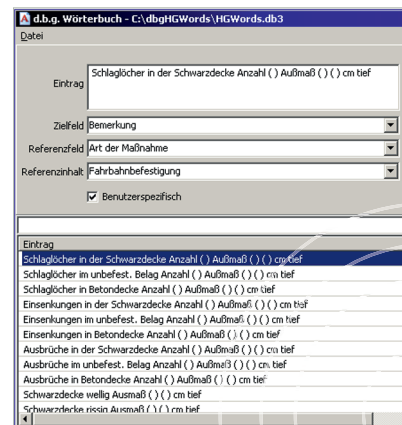 d.b.g. Wörterbuch - C:\dbgHGWords\HGWords.db3
Datei
Eintrag Schlaglöcher in der Schwarzdecke Anzahl ( ) Außmaß ( ) ( ) cm tief
Zielfeld Bemerkung
Referenzfeld Art der Maßnahme
Referenzinhalt Fahrbahnbefestigung
Benutzerspezifisch
Eintrag
Schlaglöcher in der Schwarzdecke Anzahl ( ) Außmaß ( ) ( ) cm tief
Schlaglöcher im unbefest. Belag Anzahl ( ) Außmaß ( ) ( ) cm tief
Schlaglöcher in Betondecke Anzahl ( ) Außmaß ( ) ( ) cm tief
Einsenkungen in der Schwarzdecke Anzahl ( ) Außmaß ( ) ( ) cm tief
Einsenkungen im unbefest. Belag Anzahl ( ) Außmaß ( ) ( ) cm tief
Einsenkungen in Betondecke Anzahl ( ) Außmaß ( ) ( ) cm tief
Ausbrüche in der Schwarzdecke Anzahl ( ) Außmaß ( ) ( ) cm tief
Ausbrüche im unbefest. Belag Anzahl ( ) Außmaß ( ) ( ) cm tief
Ausbrüche in Betondecke Anzahl ( ) Außmaß ( ) ( ) cm tief
Schwarzdecke wellig Ausmaß ( ) ( ) cm tief
Schwarzdecke rissig Ausmaß ( ) ( ) cm tief